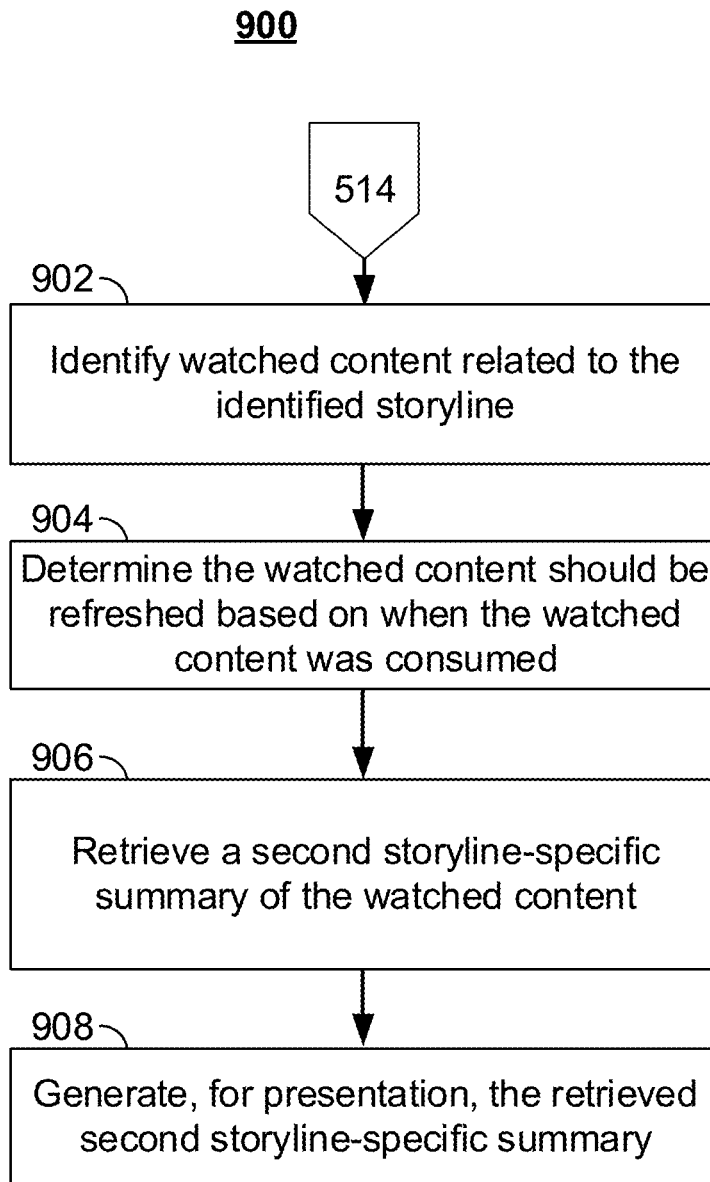 900
514
902
Identify watched content related to the
identified storyline
904
Determine the watched content should be
refreshed based on when the watched
content was consumed
906
Retrieve a second storyline-specific
summary of the watched content
908
Generate, for presentation, the retrieved
second storyline-specific summary